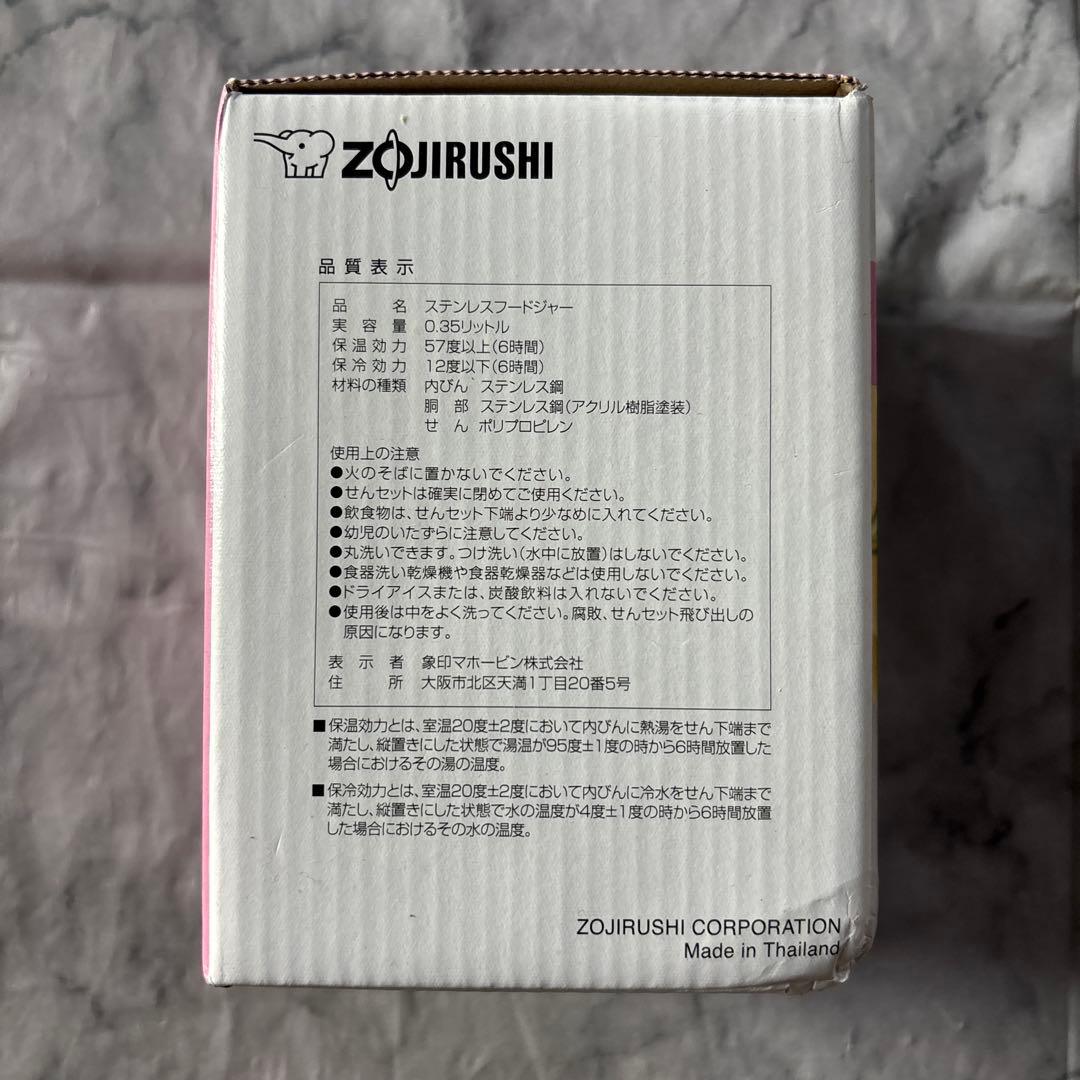 ZOJIRUSHI
品質表示
品名 ステンレスフードジャー
実容量 0.35リットル
保温効力 57度以上(6時間)
保冷効力 12度以下(6時間)
材料の種類 内びん ステンレス鋼
胴部 ステンレス鋼(アクリル樹脂塗装)
せん ポリプロピレン
使用上の注意
●火のそばに置かないでください。
●せんセットは確実に閉めてご使用ください。
●飲食物は、せんセット下端より少なめに入れてください。
●幼児のいたずらに注意してください。
●丸洗いできます。つけ洗い(水中に放置)はしないでください。
●食器洗い乾燥機や食器乾燥器などは使用しないでください。
●ドライアイスまたは、炭酸飲料は入れないでください。
●使用後は中をよく洗ってください。腐敗、せんセット飛び出しの
原因になります。
表示者 象印マホービン株式会社
住所 大阪市北区天満1丁目20番5号
■保温効力とは、室温20度±2度において内びんに熱湯をせん下端まで
満たし、縦置きにした状態で湯温が95度±1度の時から6時間放置した
場合におけるその湯の温度。
■保冷効力とは、室温20度±2度において内びんに冷水をせん下端まで
満たし、縦置きにした状態で水の温度が4度±1度の時から6時間放置
した場合におけるその水の温度。
ZOJIRUSHI CORPORATION
Made in Thailand